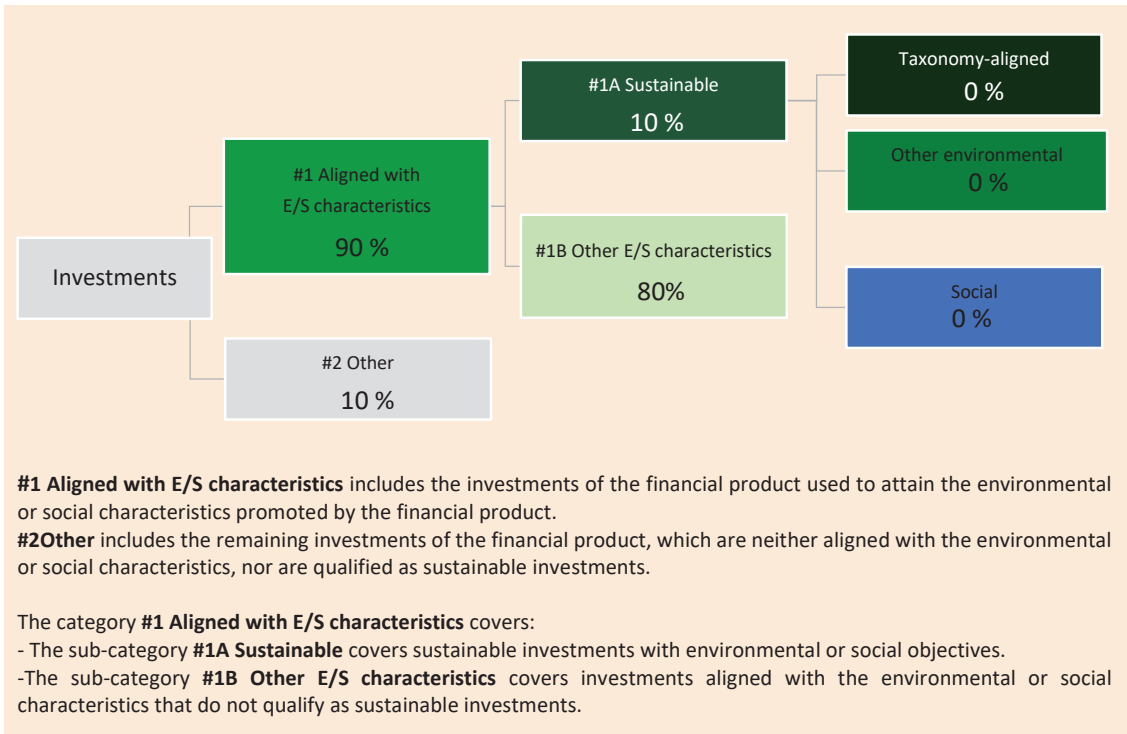 Taxonomy-aligned
0 %
#1A Sustainable
10 %
Other environmental
0 %
#1 Aligned with
E/S characteristics
90 %
#1B Other E/S characteristics
80%
Investments
Social
0 %
#2 Other
10 %
#1 Aligned with E/S characteristics includes the investments of the financial product used to attain the environmental
or social characteristics promoted by the financial product.
#2Other includes the remaining investments of the financial product, which are neither aligned with the environmental
or social characteristics, nor are qualified as sustainable investments.
The category #1 Aligned with E/S characteristics covers:
- The sub-category #1A Sustainable covers sustainable investments with environmental or social objectives.
-The sub-category #1B Other E/S characteristics covers investments aligned with the environmental or social
characteristics that do not qualify as sustainable investments.